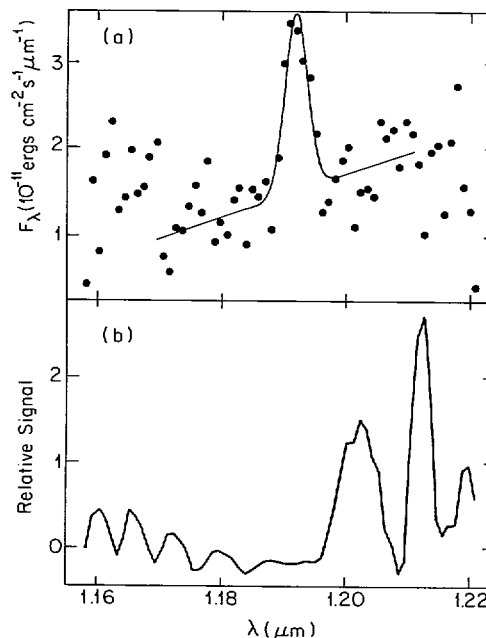 (a)
3
2
1
F_λ(10^-11 ergs cm^-2 s^-1 μm^-1)
(b)
2
1
0
Relative Signal
1.16 1.18 1.20 1.22
λ (μm)